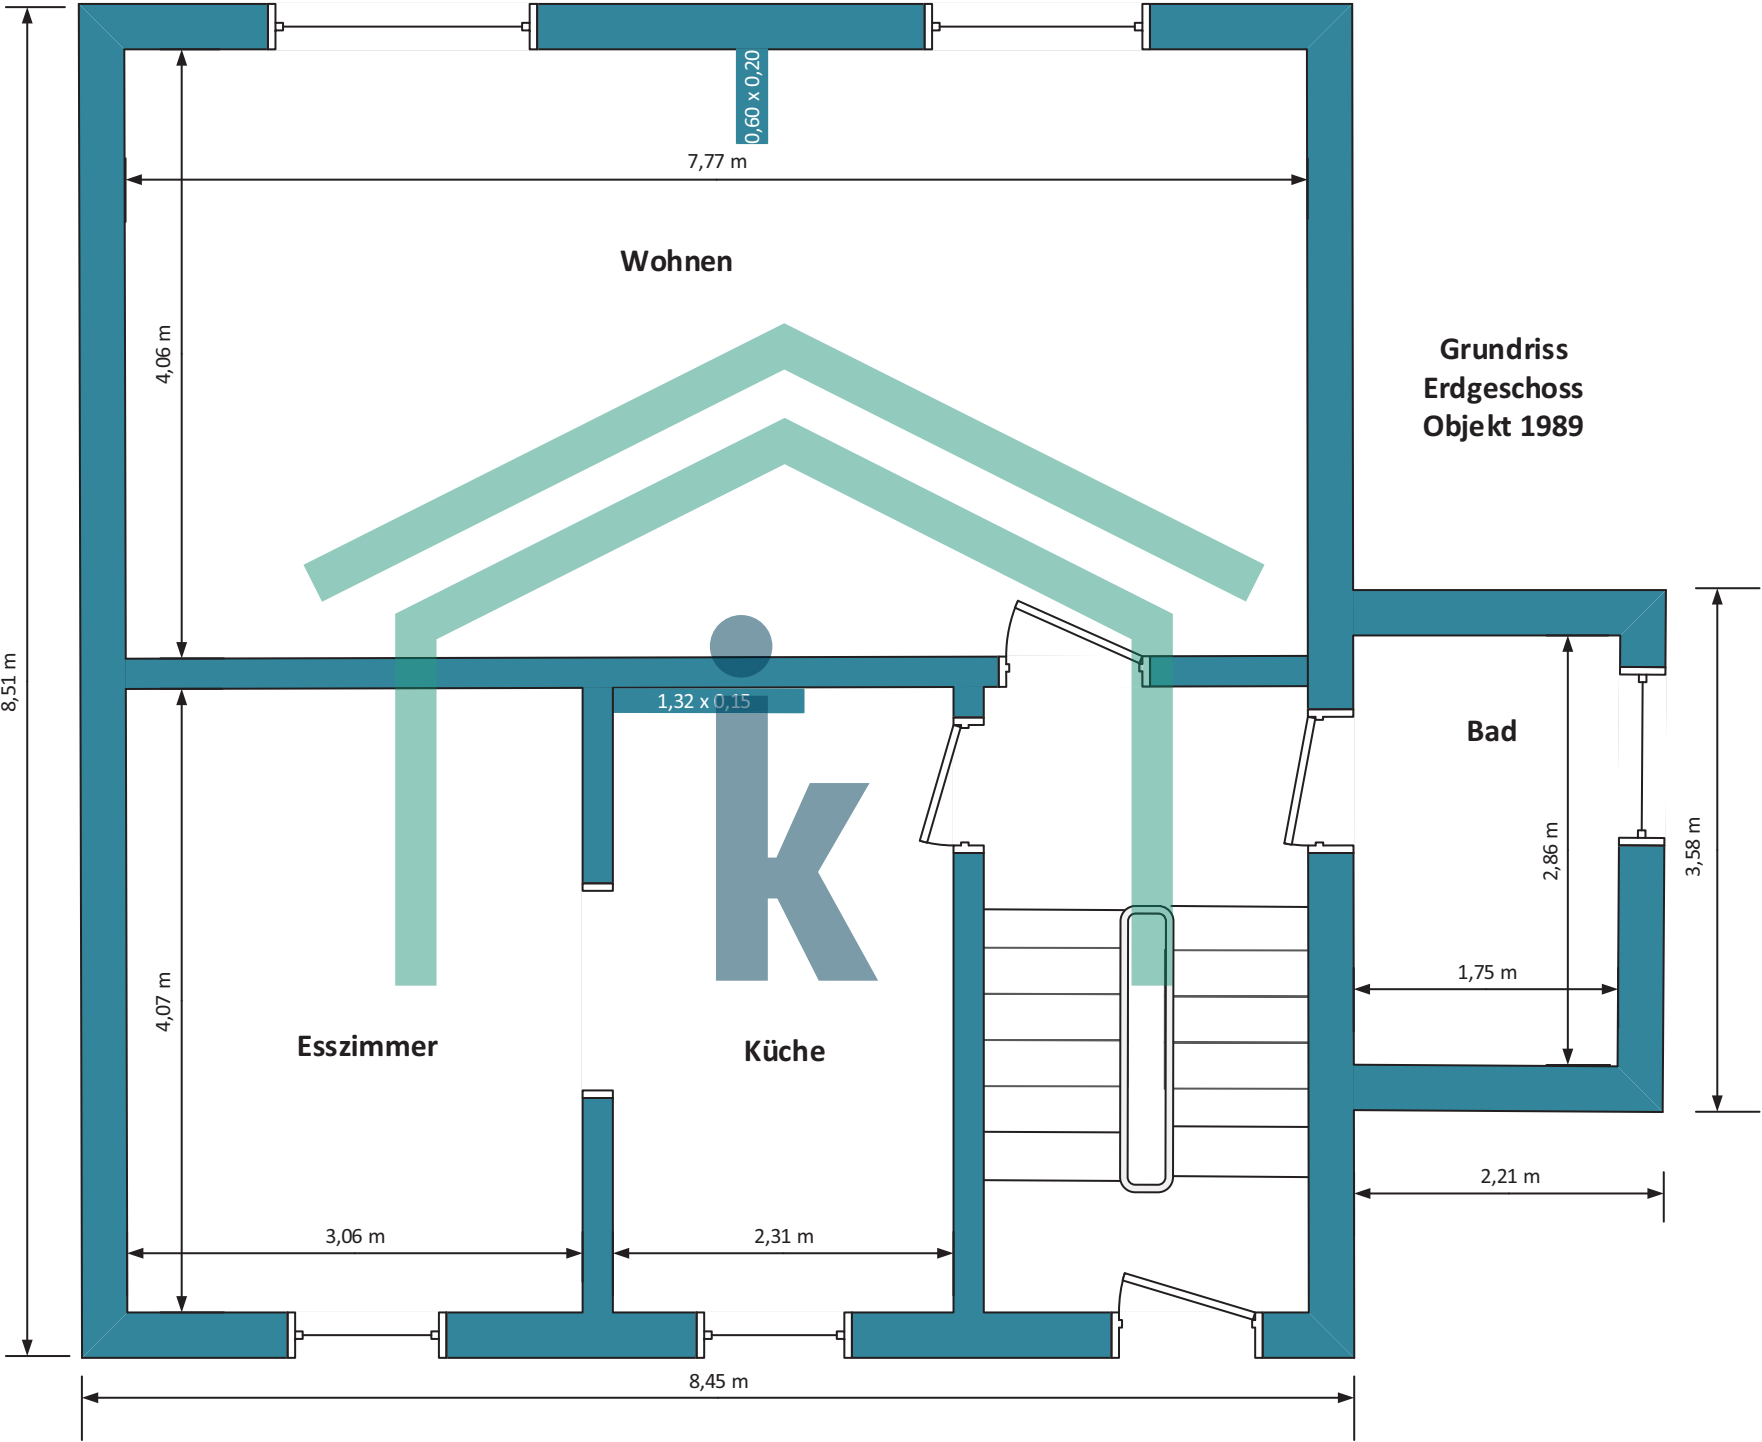 0,60 x 0,20
7,77 m
Wohnen
4,06 m
Grundriss
Erdgeschoss
Objekt 1989
8,51 m
1,32 x 0,15
Bad
2,86 m
3,58 m
1,75 m
4,07 m
Esszimmer
Küche
ik
2,21 m
3,06 m
2,31 m
8,45 m